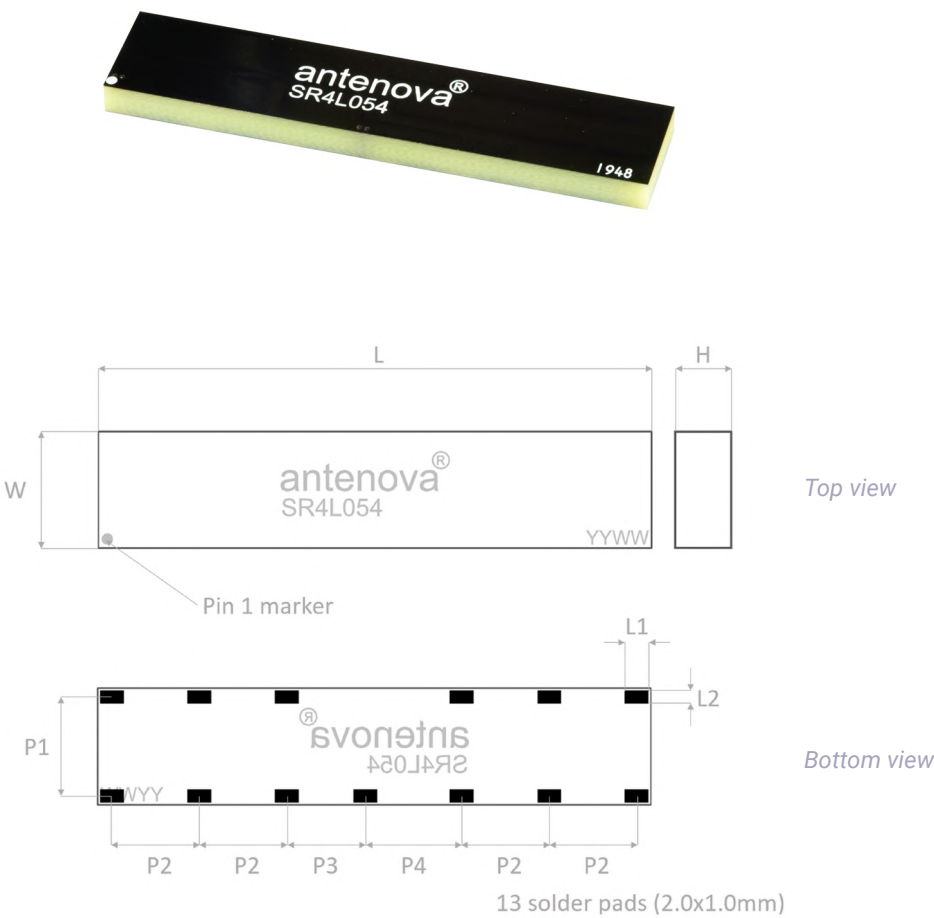 antenova®
SR4L054
1948
L
H
W
antenova®
SR4L054
YYWW
Top view
Pin 1 marker
L1
L2
P1
antenova®
SR4L054
WWYY
Bottom view
P2 P2 P3 P4 P2 P2
13 solder pads (2.0x1.0mm)